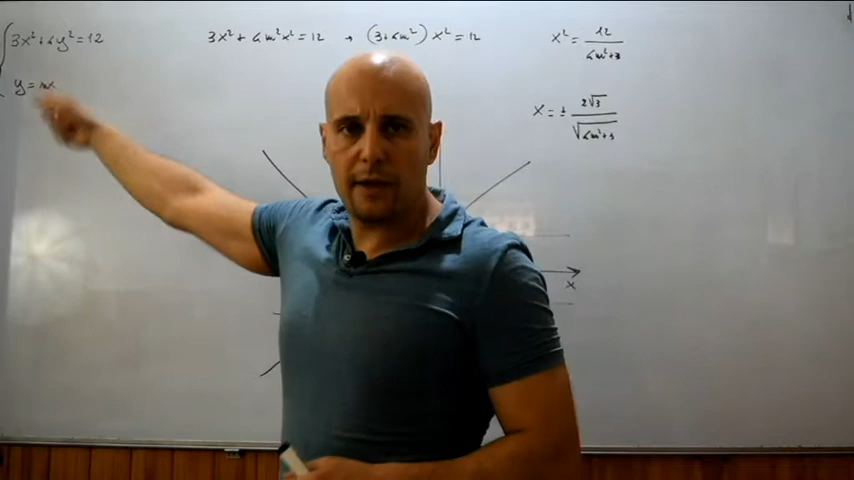 3x²+4y²=12
y=mx
3x²+4m²x²=12 → (3+4m²)x²=12
x²= 12/4m²+3
x=± 2√3/√4m²+3
x